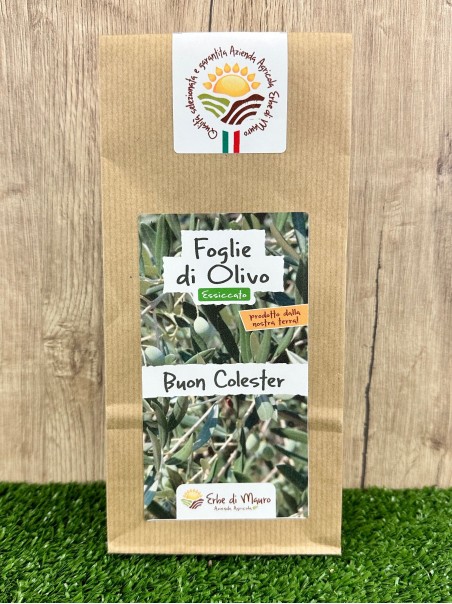 Qualità selezionata e garantita Azienda Agricola Erbe di Mauro
Foglie
di Olivo
Essiccato
prodotto dalla
nostra terra!
Buon Colester
Erbe di Mauro
Azienda Agricola